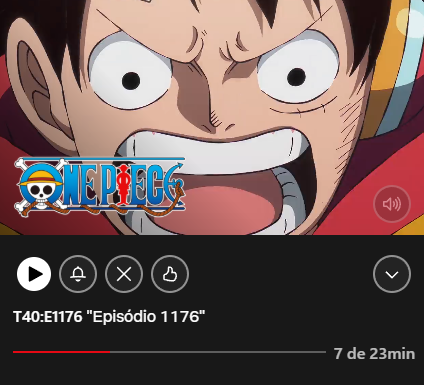 ONE PIECE
T40:E1176 "Episódio 1176"
7 de 23min